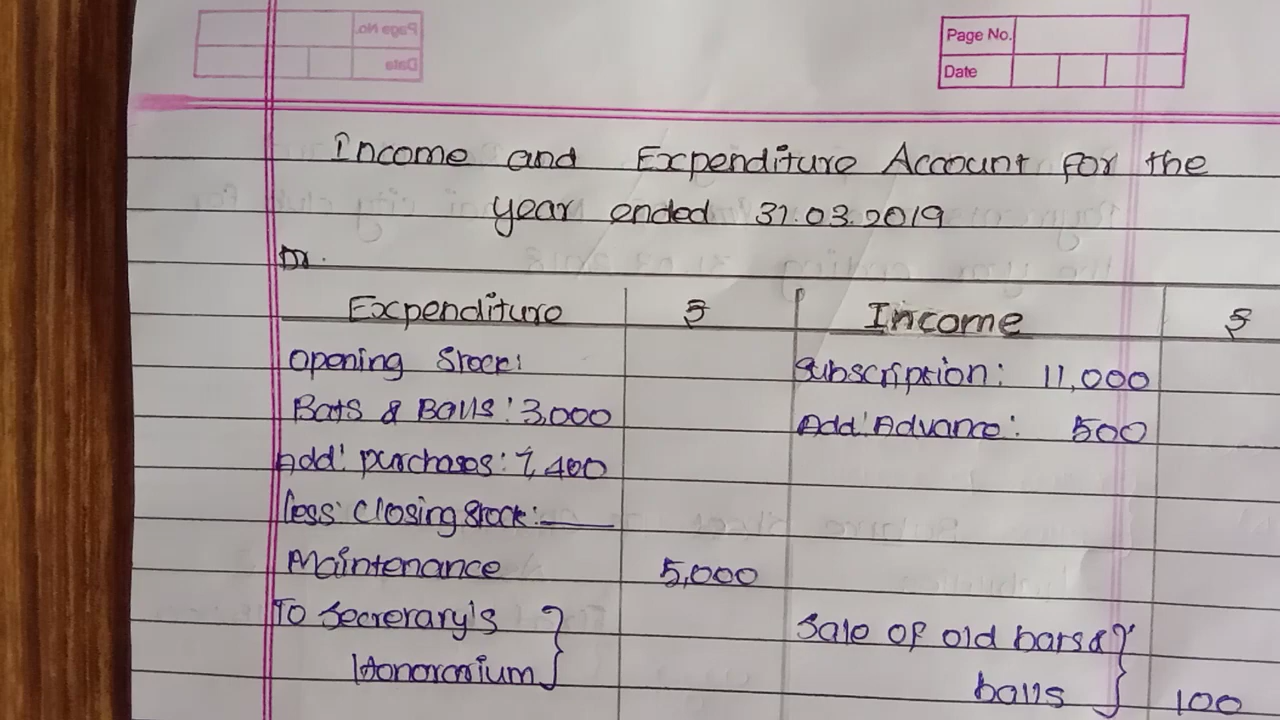 Page No.
Date
Income and Expenditure Account for the
year ended 31.03.2019
Dr.
Expenditure ₹ Income ₹
Opening Stock:
Subscription: 11,000
Bats & Balls: 3,000
Add: Advance: 500
Add: purchases: 7,400
less: Closing Stock:
Maintenance 5,000
To Secretary's
Honorarium
Sale of old bats &
balls 100